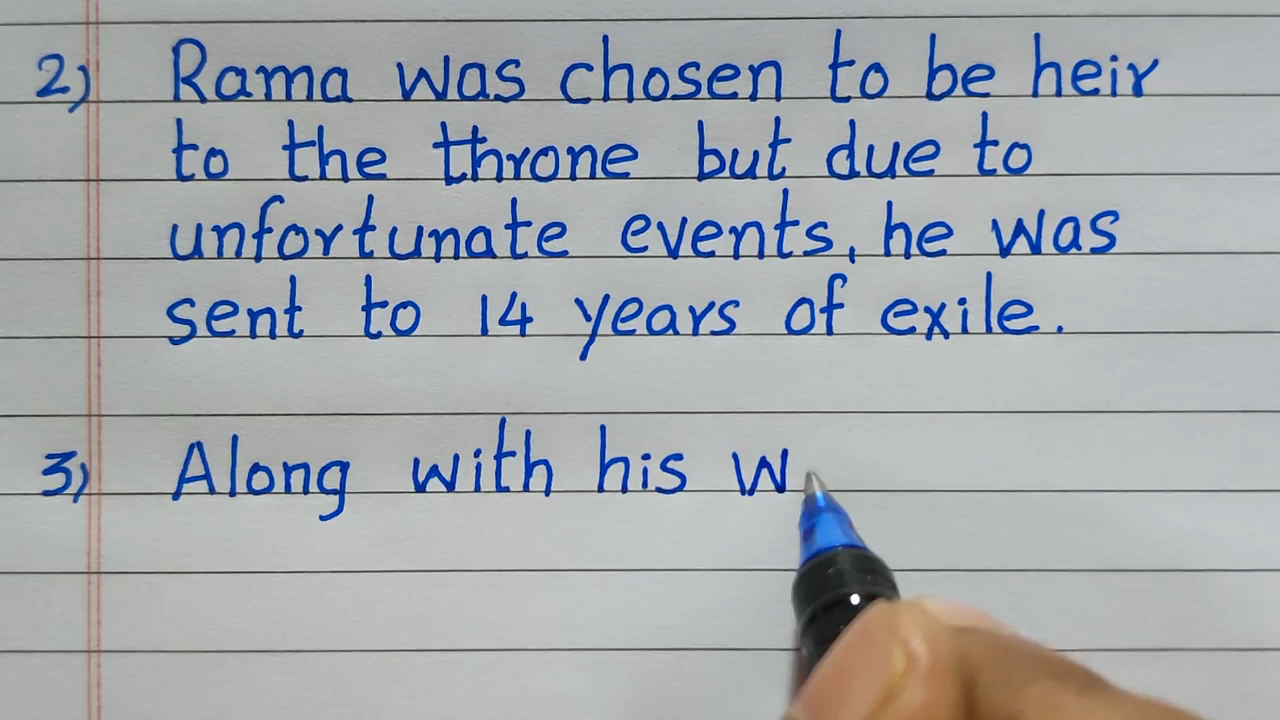 2) Rama was chosen to be heir
to the throne but due to
unfortunate events, he was
sent to 14 years of exile.
3) Along with his w